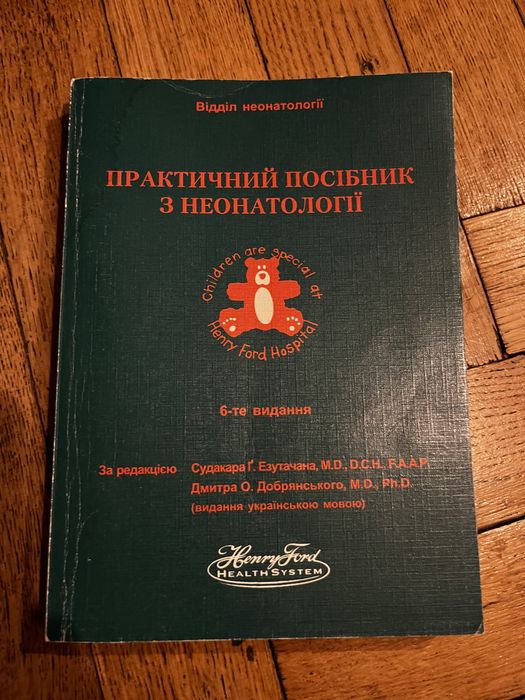 Відділ неонатології
ПРАКТИЧНИЙ ПОСІБНИК
З НЕОНАТОЛОГІЇ
Children are special at
Henry Ford Hospital
6-те видання
За редакцією Судакара Ґ. Езутачана, M.D., D.C.H., F.A.A.P.
Дмитра О. Добрянського, M.D., Ph.D.
(видання українською мовою)
Henry Ford
HEALTH SYSTEM